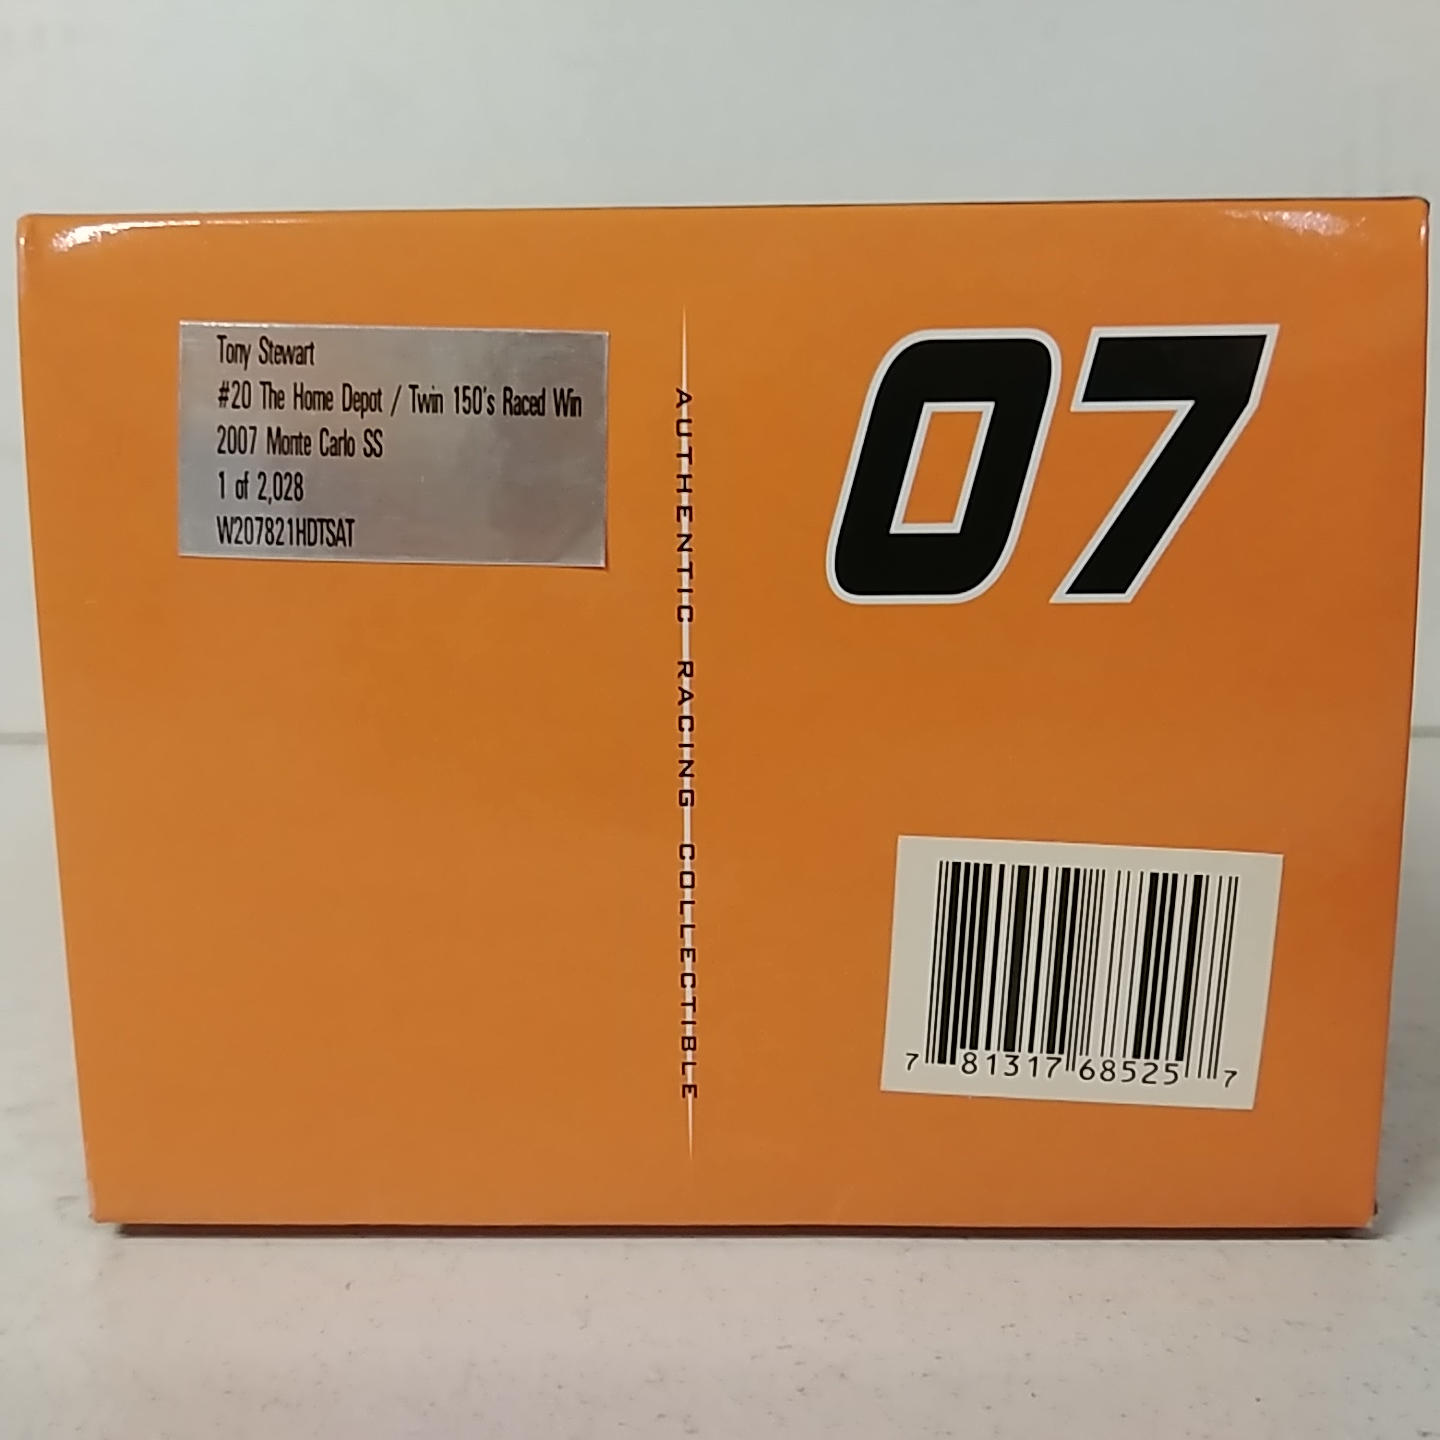 Tony Stewart
#20 The Home Depot / Twin 150's Raced Win
2007 Monte Carlo SS
1 of 2,028
W207821HDTSAT
AUTHENTIC RACING COLLECTIBLE
07
7 81317 68525 7